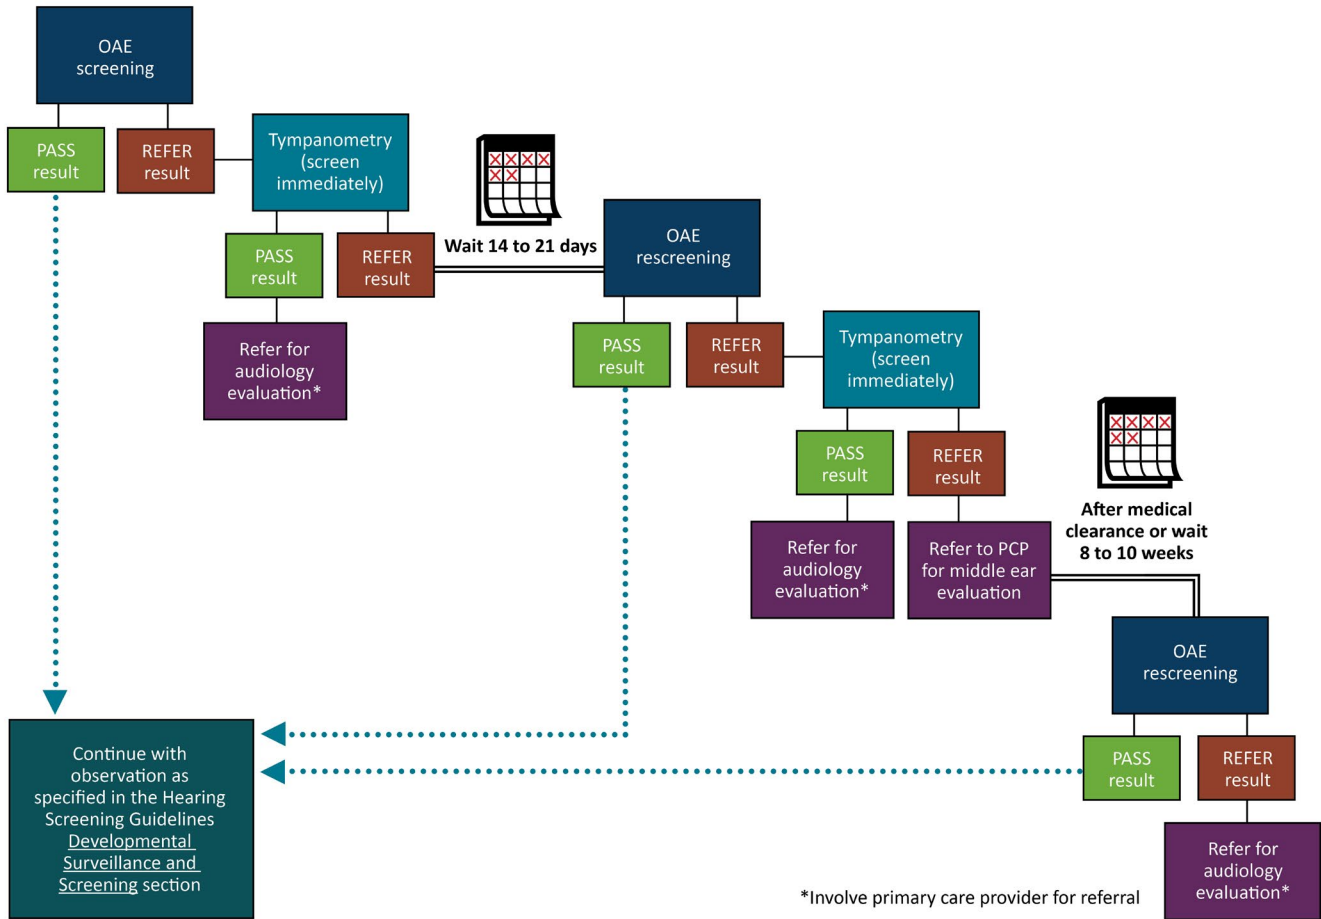 OAE
screening
PASS
result
REFER
result
Tympanometry
(screen
immediately)
PASS
result
REFER
result
Refer for
audiology
evaluation*
Wait 14 to 21 days
OAE
rescreening
PASS
result
REFER
result
Tympanometry
(screen
immediately)
PASS
result
REFER
result
Refer for
audiology
evaluation*
Refer to PCP
for middle ear
evaluation
After medical
clearance or wait
8 to 10 weeks
OAE
rescreening
PASS
result
REFER
result
Refer for
audiology
evaluation*
Continue with
observation as
specified in the Hearing
Screening Guidelines
Developmental
Surveillance and
Screening section
*Involve primary care provider for referral